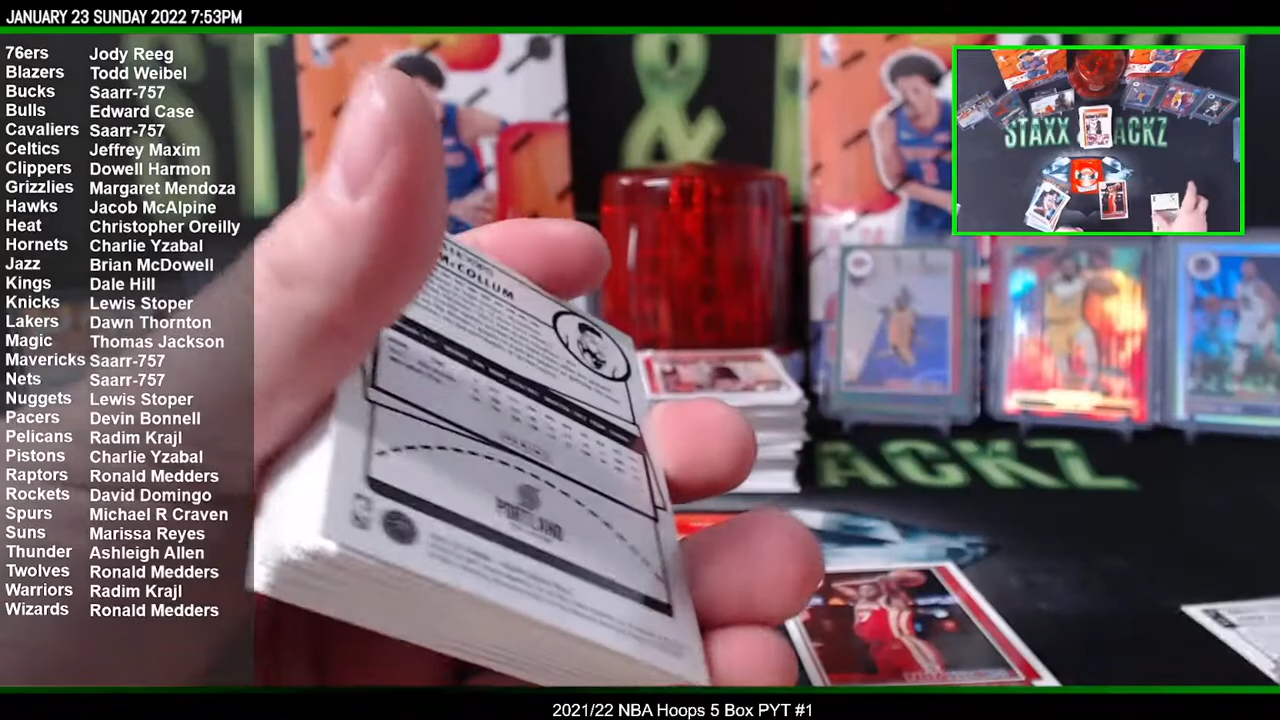 JANUARY 23 SUNDAY 2022 7:53PM
76ers Jody Reeg
Blazers Todd Weibel
Bucks Saarr-757
Bulls Edward Case
Cavaliers Saarr-757
Celtics Jeffrey Maxim
Clippers Dowell Harmon
Grizzlies Margaret Mendoza
Hawks Jacob McAlpine
Heat Christopher Oreilly
Hornets Charlie Yzabal
Jazz Brian McDowell
Kings Dale Hill
Knicks Lewis Stoper
Lakers Dawn Thornton
Magic Thomas Jackson
Mavericks Saarr-757
Nets Saarr-757
Nuggets Lewis Stoper
Pacers Devin Bonnell
Pelicans Radim Krajl
Pistons Charlie Yzabal
Raptors Ronald Medders
Rockets David Domingo
Spurs Michael R Craven
Suns Marissa Reyes
Thunder Ashleigh Allen
Twolves Ronald Medders
Warriors Radim Krajl
Wizards Ronald Medders
&
STAXX & ACKZ
McCOLLUM
PORTLAND
ACKZ
2021/22 NBA Hoops 5 Box PYT #1